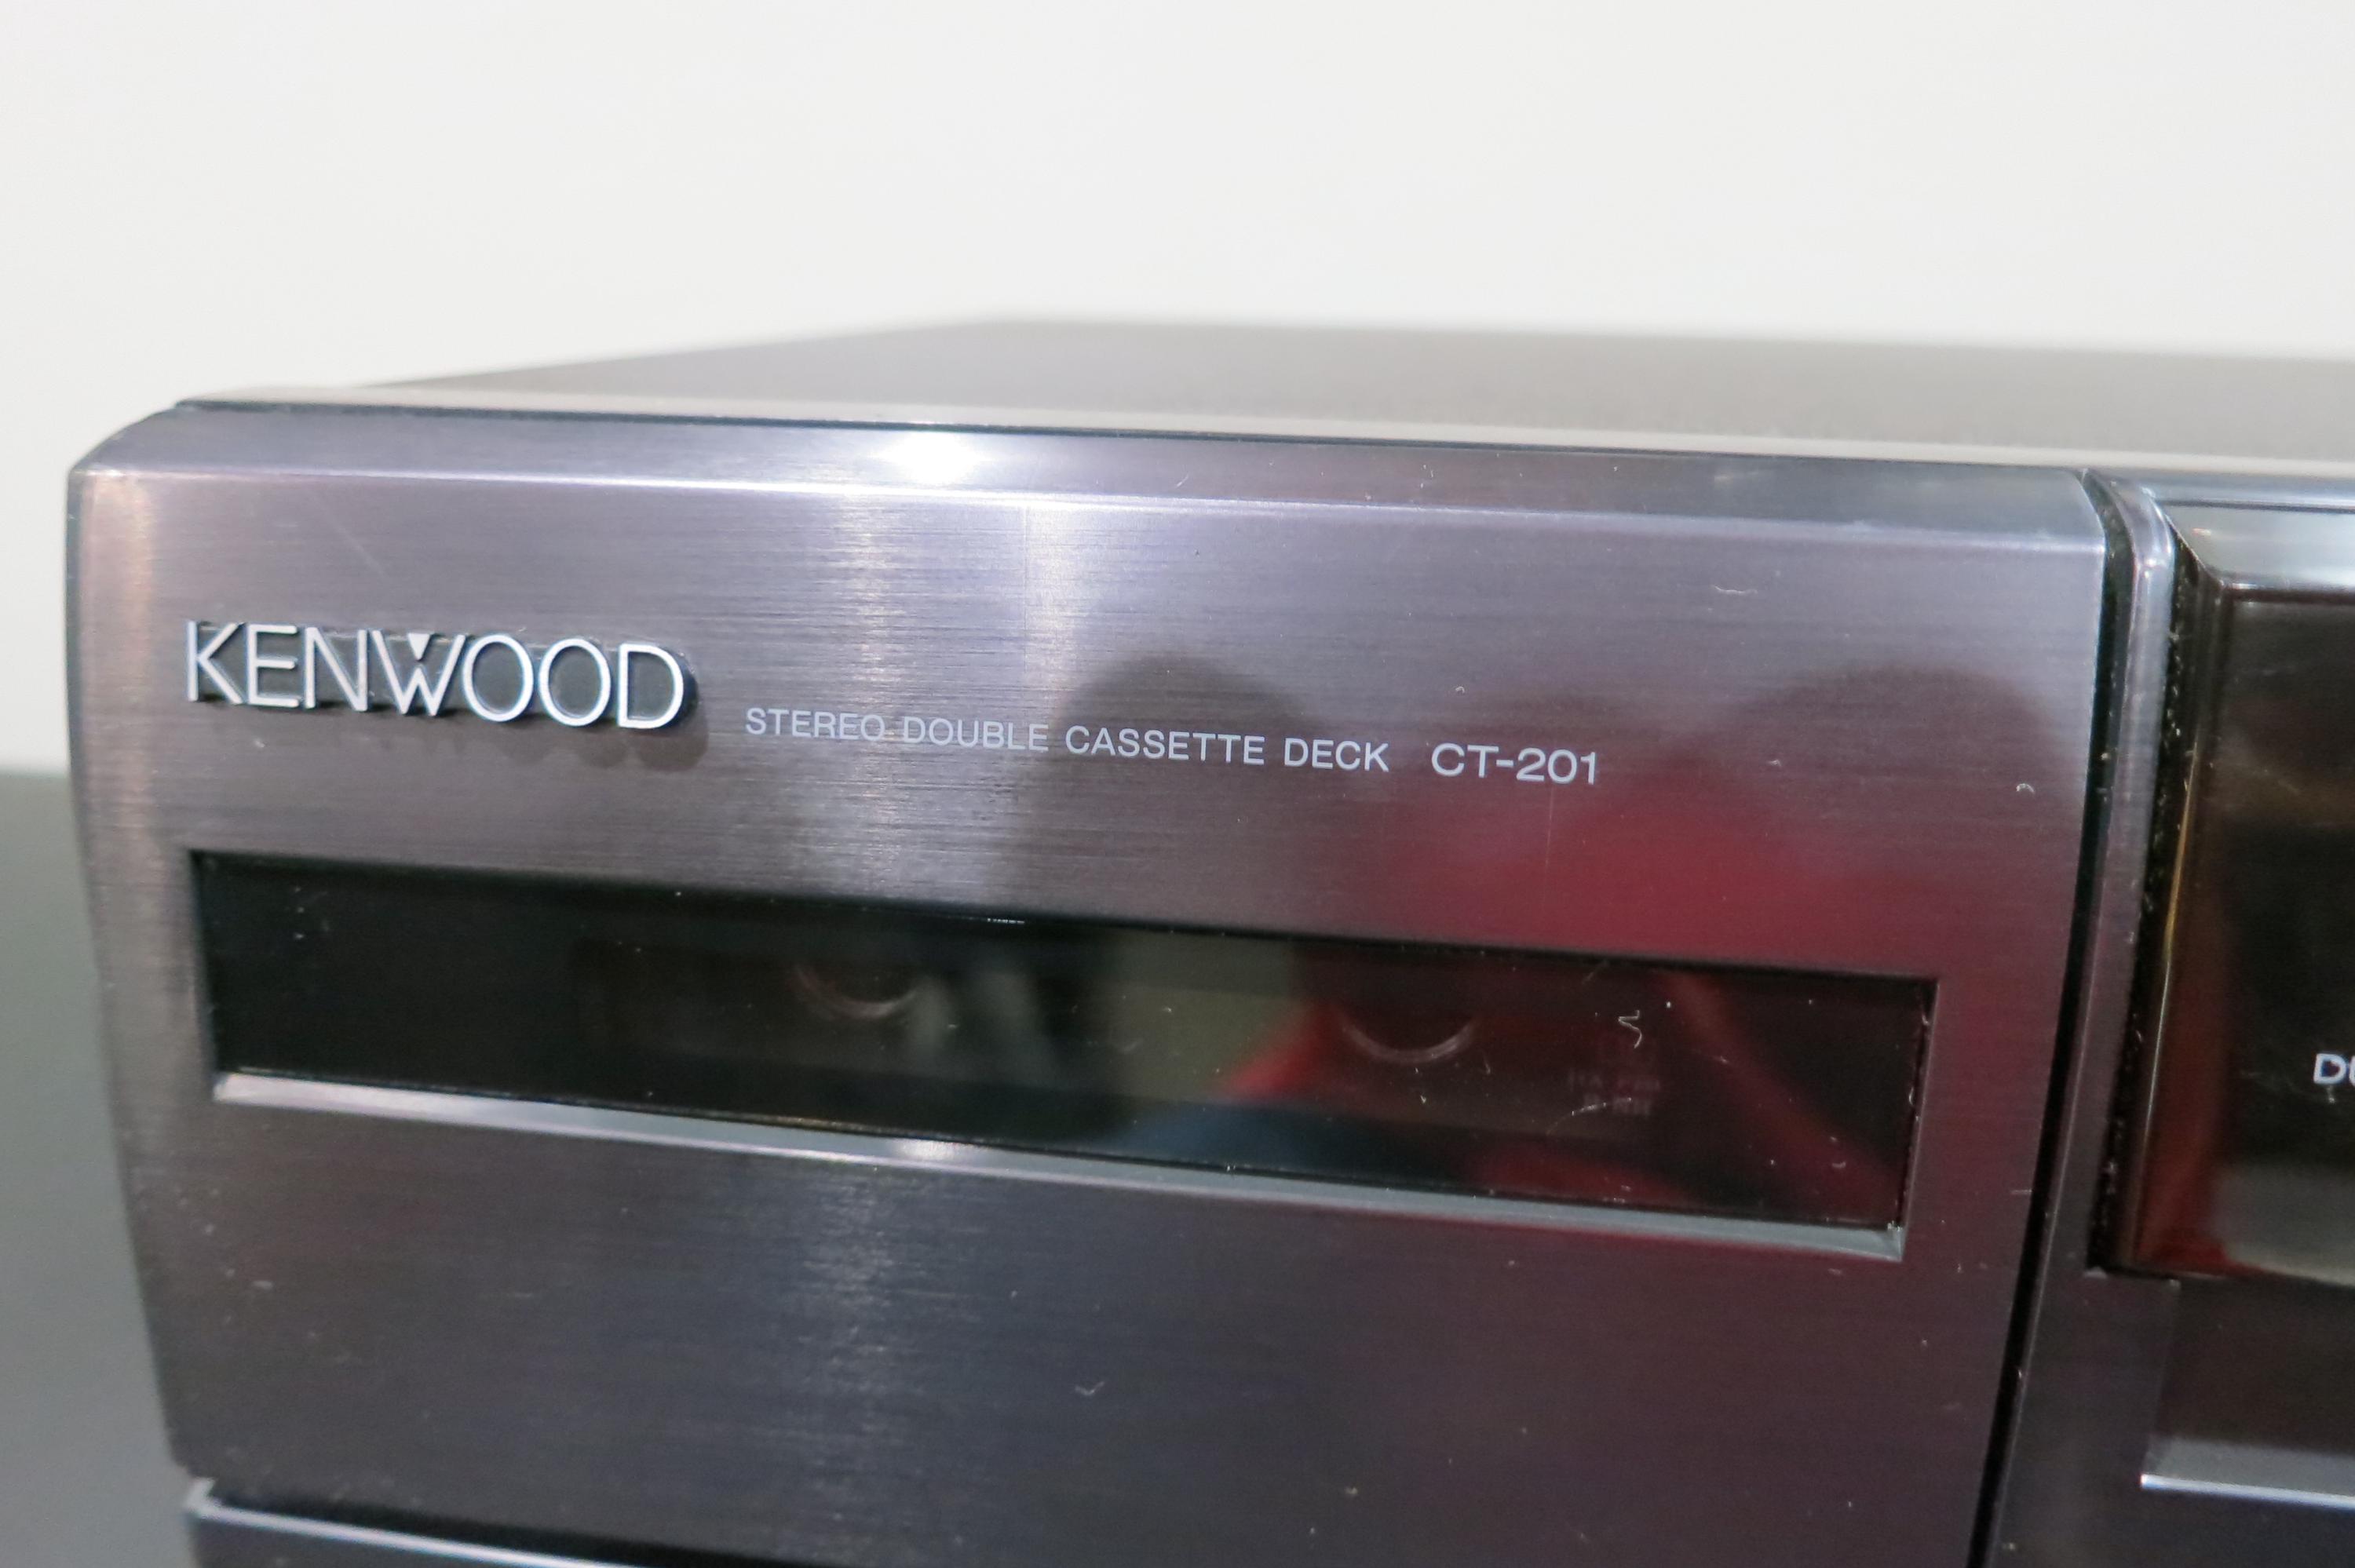 KENWOOD
STEREO DOUBLE CASSETTE DECK CT-201